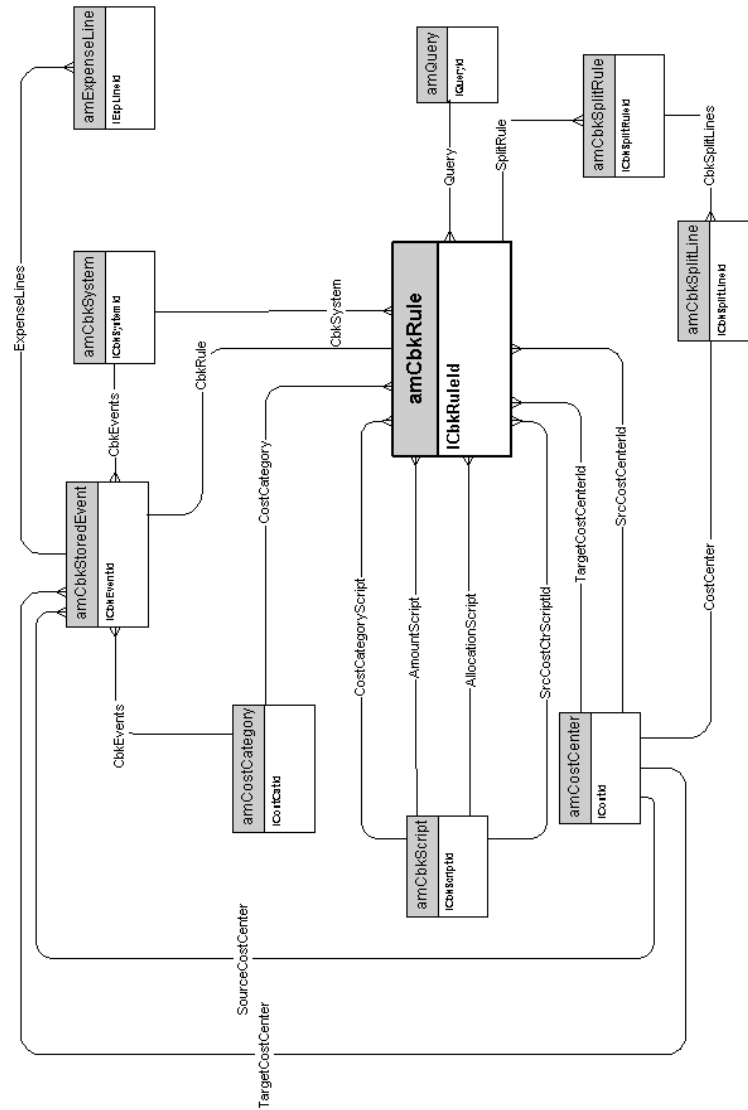 ExpenseLines
amExpenseLine
lExpLineId
amCbkSystem
lCbkSystemId
CbkEvents
CbkSystem
CbkRule
amCbkStoredEvent
lCbkEventId
CbkEvents
CostCategory
amCostCategory
lCostCatId
amQuery
lQueryId
Query
SplitRule
amCbkSplitRule
lCbkSplitRuleId
CbkSplitLines
amCbkSplitLine
lCbkSplitLineId
amCbkRule
lCbkRuleId
CostCategoryScript
AmountScript
AllocationScript
SrcCostCtrScriptId
amCbkScript
lCbkScriptId
TargetCostCenterId
SrcCostCenterId
CostCenter
amCostCenter
lCostId
SourceCostCenter
TargetCostCenter